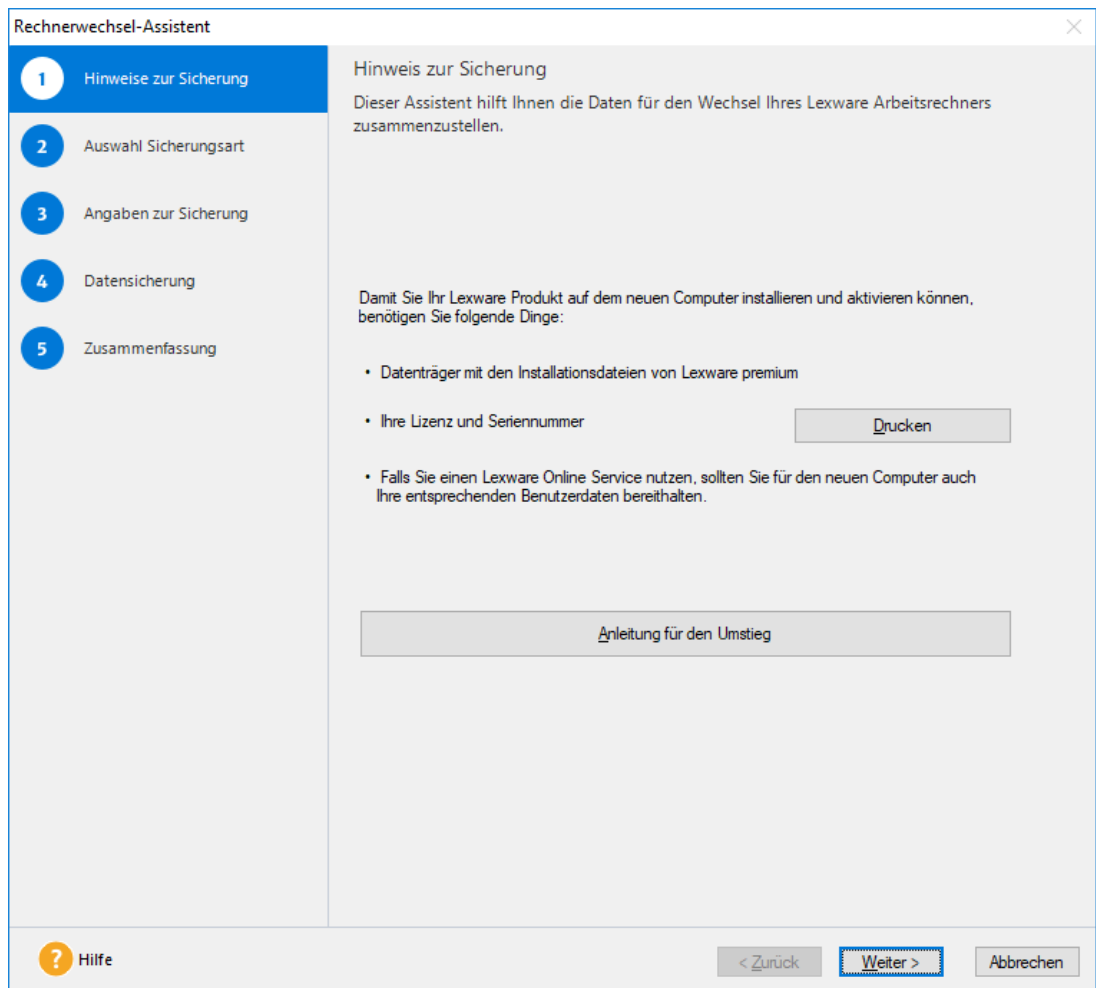 Rechnerwechsel-Assistent
1 Hinweise zur Sicherung
2 Auswahl Sicherungsart
3 Angaben zur Sicherung
4 Datensicherung
5 Zusammenfassung
Hinweis zur Sicherung
Dieser Assistent hilft Ihnen die Daten für den Wechsel Ihres Lexware Arbeitsrechners
zusammenzustellen.
Damit Sie Ihr Lexware Produkt auf dem neuen Computer installieren und aktivieren können,
benötigen Sie folgende Dinge:
• Datenträger mit den Installationsdateien von Lexware premium
• Ihre Lizenz und Seriennummer
Drucken
• Falls Sie einen Lexware Online Service nutzen, sollten Sie für den neuen Computer auch
Ihre entsprechenden Benutzerdaten bereithalten.
Anleitung für den Umstieg
? Hilfe
< Zurück
Weiter >
Abbrechen